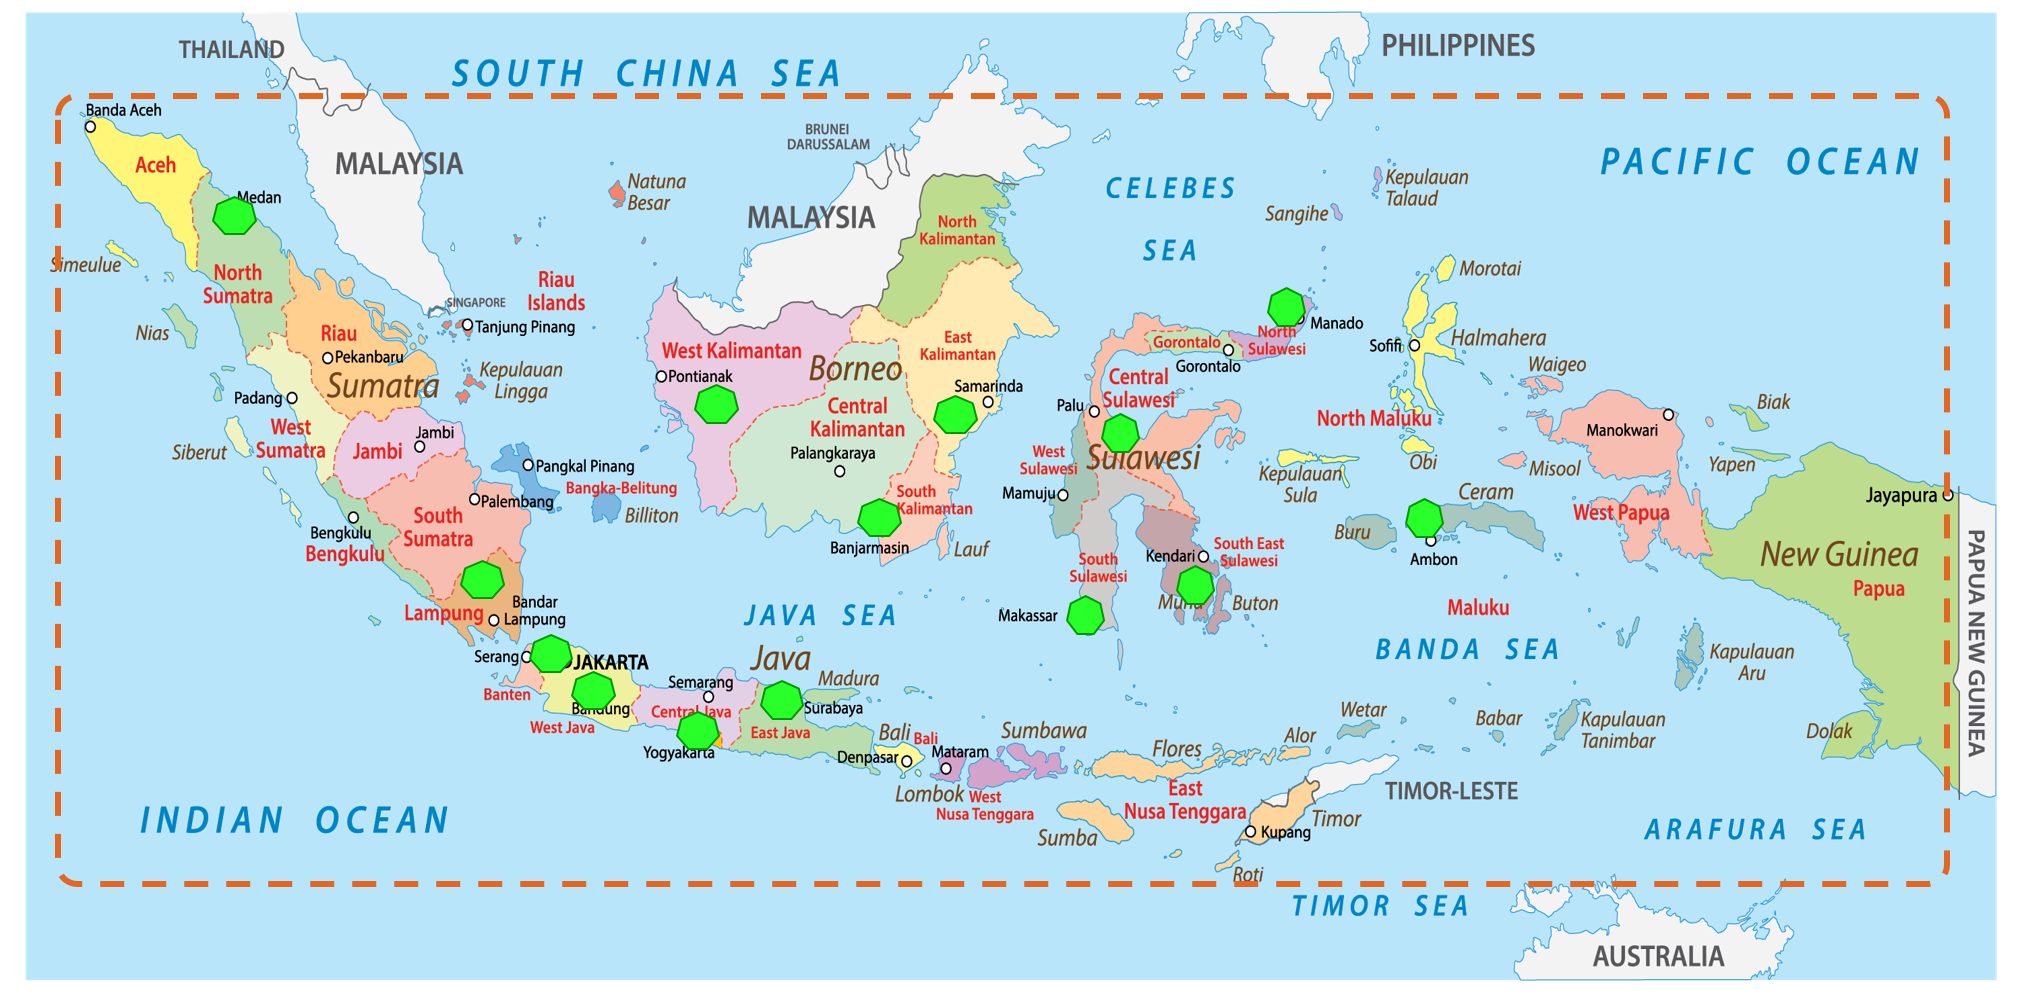 THAILAND
SOUTH CHINA SEA
PHILIPPINES
Banda Aceh
Aceh
MALAYSIA
BRUNEI
DARUSSALAM
PACIFIC OCEAN
Medan
Natuna
Besar
MALAYSIA
CELEBES
SEA
Kepulauan
Talaud
Sangihe
North
Kalimantan
Simeulue
North
Sumatra
Riau
Islands
SINGAPORE
Tanjung Pinang
Morotai
Nias
Riau
Pekanbaru
Sumatra
Kepulauan
Lingga
West Kalimantan
Pontianak
Borneo
East
Kalimantan
Samarinda
Gorontalo
Gorontalo
North
Sulawesi
Manado
Sofifi
Halmahera
Waigeo
Padang
West
Sumatra
Siberut
Jambi
Jambi
Central
Kalimantan
Palangkaraya
Central
Sulawesi
Palu
Sulawesi
West
Sulawesi
Mamuju
North Maluku
Obi
Kepulauan
Sula
Misool
Manokwari
Biak
Yapen
Pangkal Pinang
Bangka-Belitung
Billiton
Palembang
South
Sumatra
Bengkulu
Bengkulu
South
Kalimantan
Banjarmasin
Lauf
Buru
Ceram
Ambon
West Papua
Jayapura
New Guinea
Papua
PAPUA NEW GUINEA
Kendari
South East
Sulawesi
South
Sulawesi
Muna
Buton
Makassar
Maluku
BANDA SEA
JAVA SEA
Lampung
Bandar
Lampung
Serang
JAKARTA
Banten
Bandung
West Java
Semarang
Central Java
Yogyakarta
Java
Madura
Surabaya
East Java
Bali
Bali
Denpasar
Mataram
Lombok
West
Nusa Tenggara
Sumbawa
Flores
Alor
Wetar
Babar
Kapulauan
Tanimbar
Kapulauan
Aru
Dolak
East
Nusa Tenggara
Sumba
Timor
Kupang
Roti
TIMOR-LESTE
INDIAN OCEAN
ARAFURA SEA
TIMOR SEA
AUSTRALIA